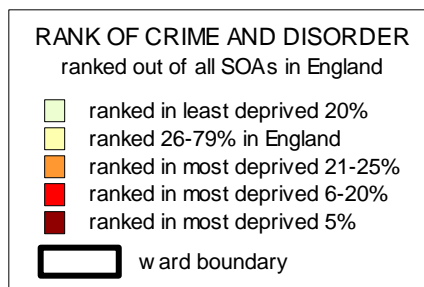 RANK OF CRIME AND DISORDER
ranked out of all SOAs in England
ranked in least deprived 20%
ranked 26-79% in England
ranked in most deprived 21-25%
ranked in most deprived 6-20%
ranked in most deprived 5%
ward boundary